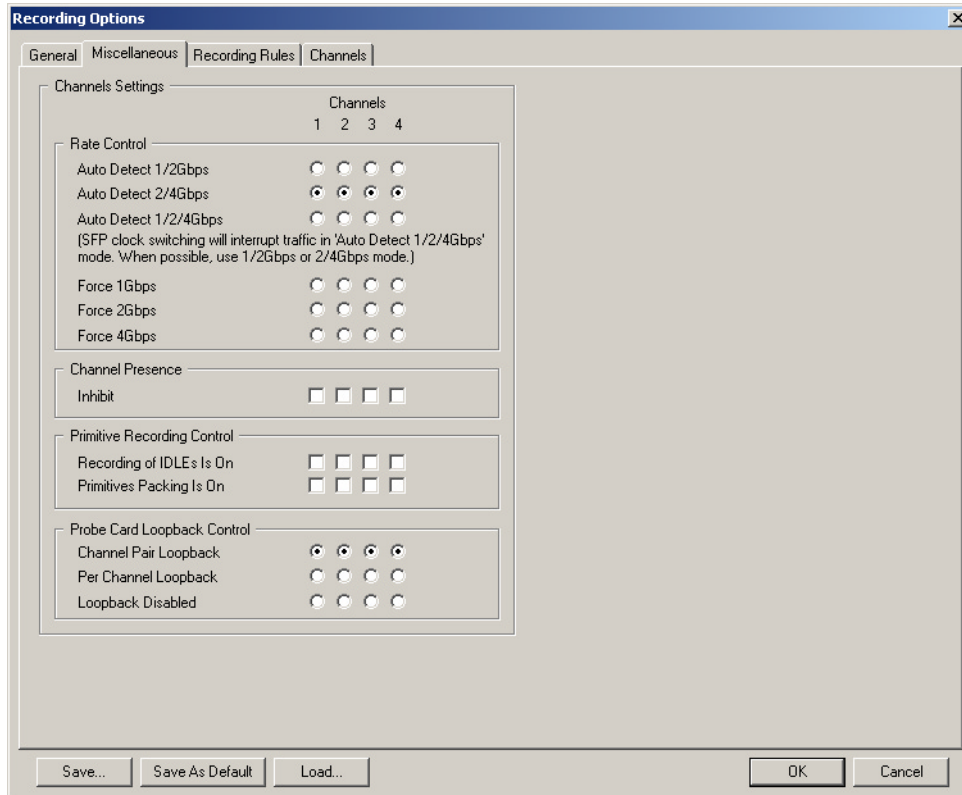 Recording Options
General Miscellaneous Recording Rules Channels
Channels Settings
Channels
1 2 3 4
Rate Control
Auto Detect 1/2Gbps
Auto Detect 2/4Gbps
Auto Detect 1/2/4Gbps
(SFP clock switching will interrupt traffic in 'Auto Detect 1/2/4Gbps'
mode. When possible, use 1/2Gbps or 2/4Gbps mode.)
Force 1Gbps
Force 2Gbps
Force 4Gbps
Channel Presence
Inhibit
Primitive Recording Control
Recording of IDLEs Is On
Primitives Packing Is On
Probe Card Loopback Control
Channel Pair Loopback
Per Channel Loopback
Loopback Disabled
Save... Save As Default Load... OK Cancel